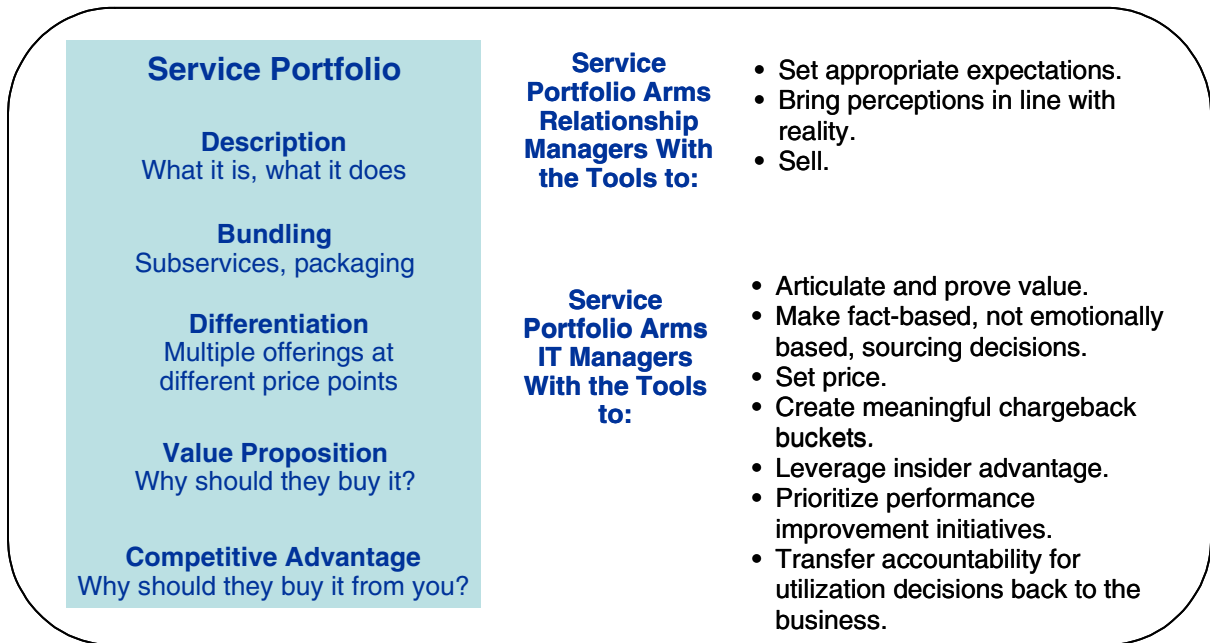 Service Portfolio
Description
What it is, what it does
Bundling
Subservices, packaging
Differentiation
Multiple offerings at
different price points
Value Proposition
Why should they buy it?
Competitive Advantage
Why should they buy it from you?
Service
Portfolio Arms
Relationship
Managers With
the Tools to:
• Set appropriate expectations.
• Bring perceptions in line with
reality.
• Sell.
Service
Portfolio Arms
IT Managers
With the Tools
to:
• Articulate and prove value.
• Make fact-based, not emotionally
based, sourcing decisions.
• Set price.
• Create meaningful chargeback
buckets.
• Leverage insider advantage.
• Prioritize performance
improvement initiatives.
• Transfer accountability for
utilization decisions back to the
business.